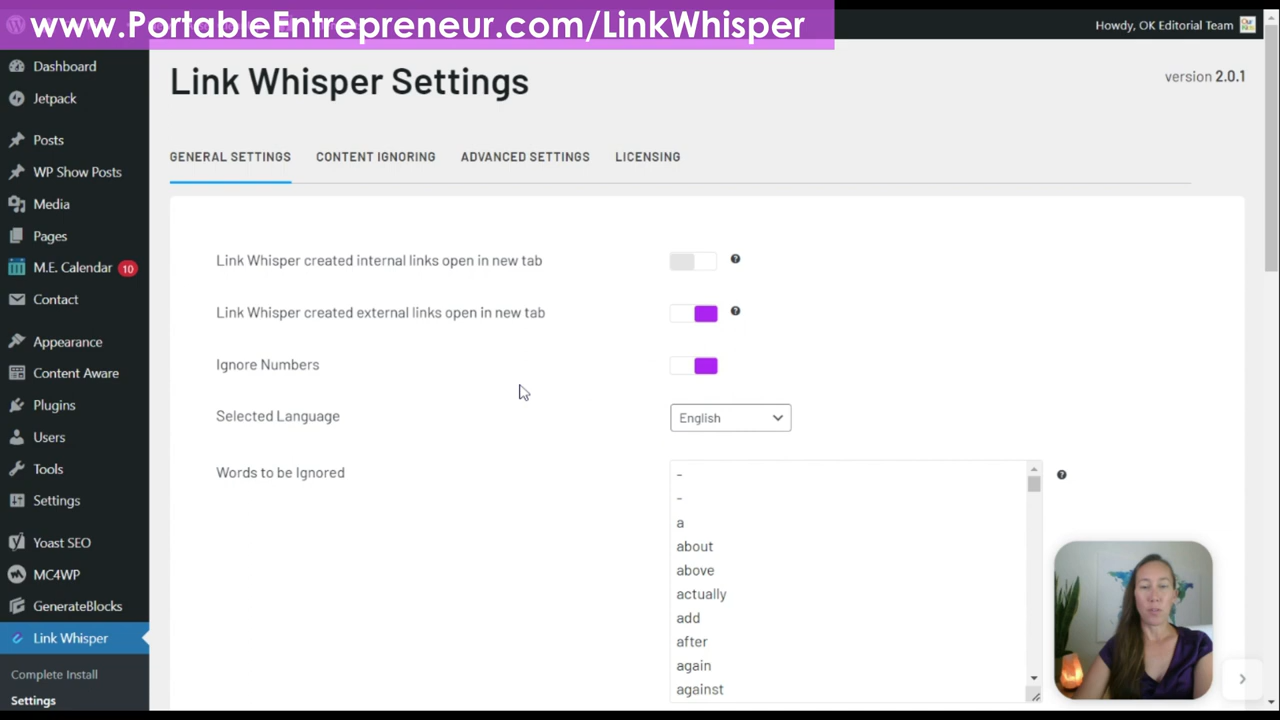 www.PortableEntrepreneur.com/LinkWhisper
Howdy, OK Editorial Team
Dashboard
Jetpack
Posts
WP Show Posts
Media
Pages
M.E. Calendar 10
Contact
Appearance
Content Aware
Plugins
Users
Tools
Settings
Yoast SEO
MC4WP
GenerateBlocks
Link Whisper
Complete Install
Settings
Link Whisper Settings
version 2.0.1
GENERAL SETTINGS CONTENT IGNORING ADVANCED SETTINGS LICENSING
Link Whisper created internal links open in new tab
Link Whisper created external links open in new tab
Ignore Numbers
Selected Language
English
Words to be Ignored
-
-
a
about
above
actually
add
after
again
against